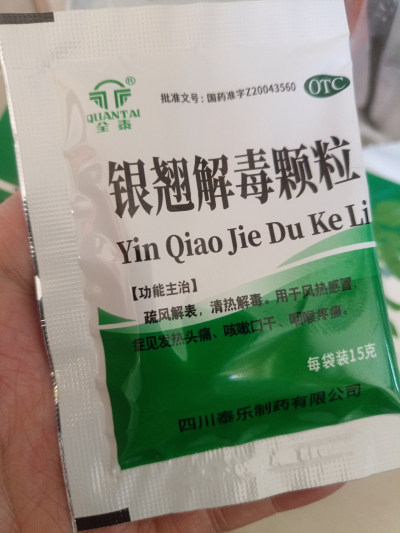 批准文号：国药准字Z20043560
OTC
QUANTAI
全泰
银翘解毒颗粒
Yin Qiao Jie Du Ke Li
【功能主治】
疏风解表，清热解毒。用于风热感冒，
症见发热头痛、咳嗽口干、咽喉疼痛。
每袋装15克
四川泰乐制药有限公司